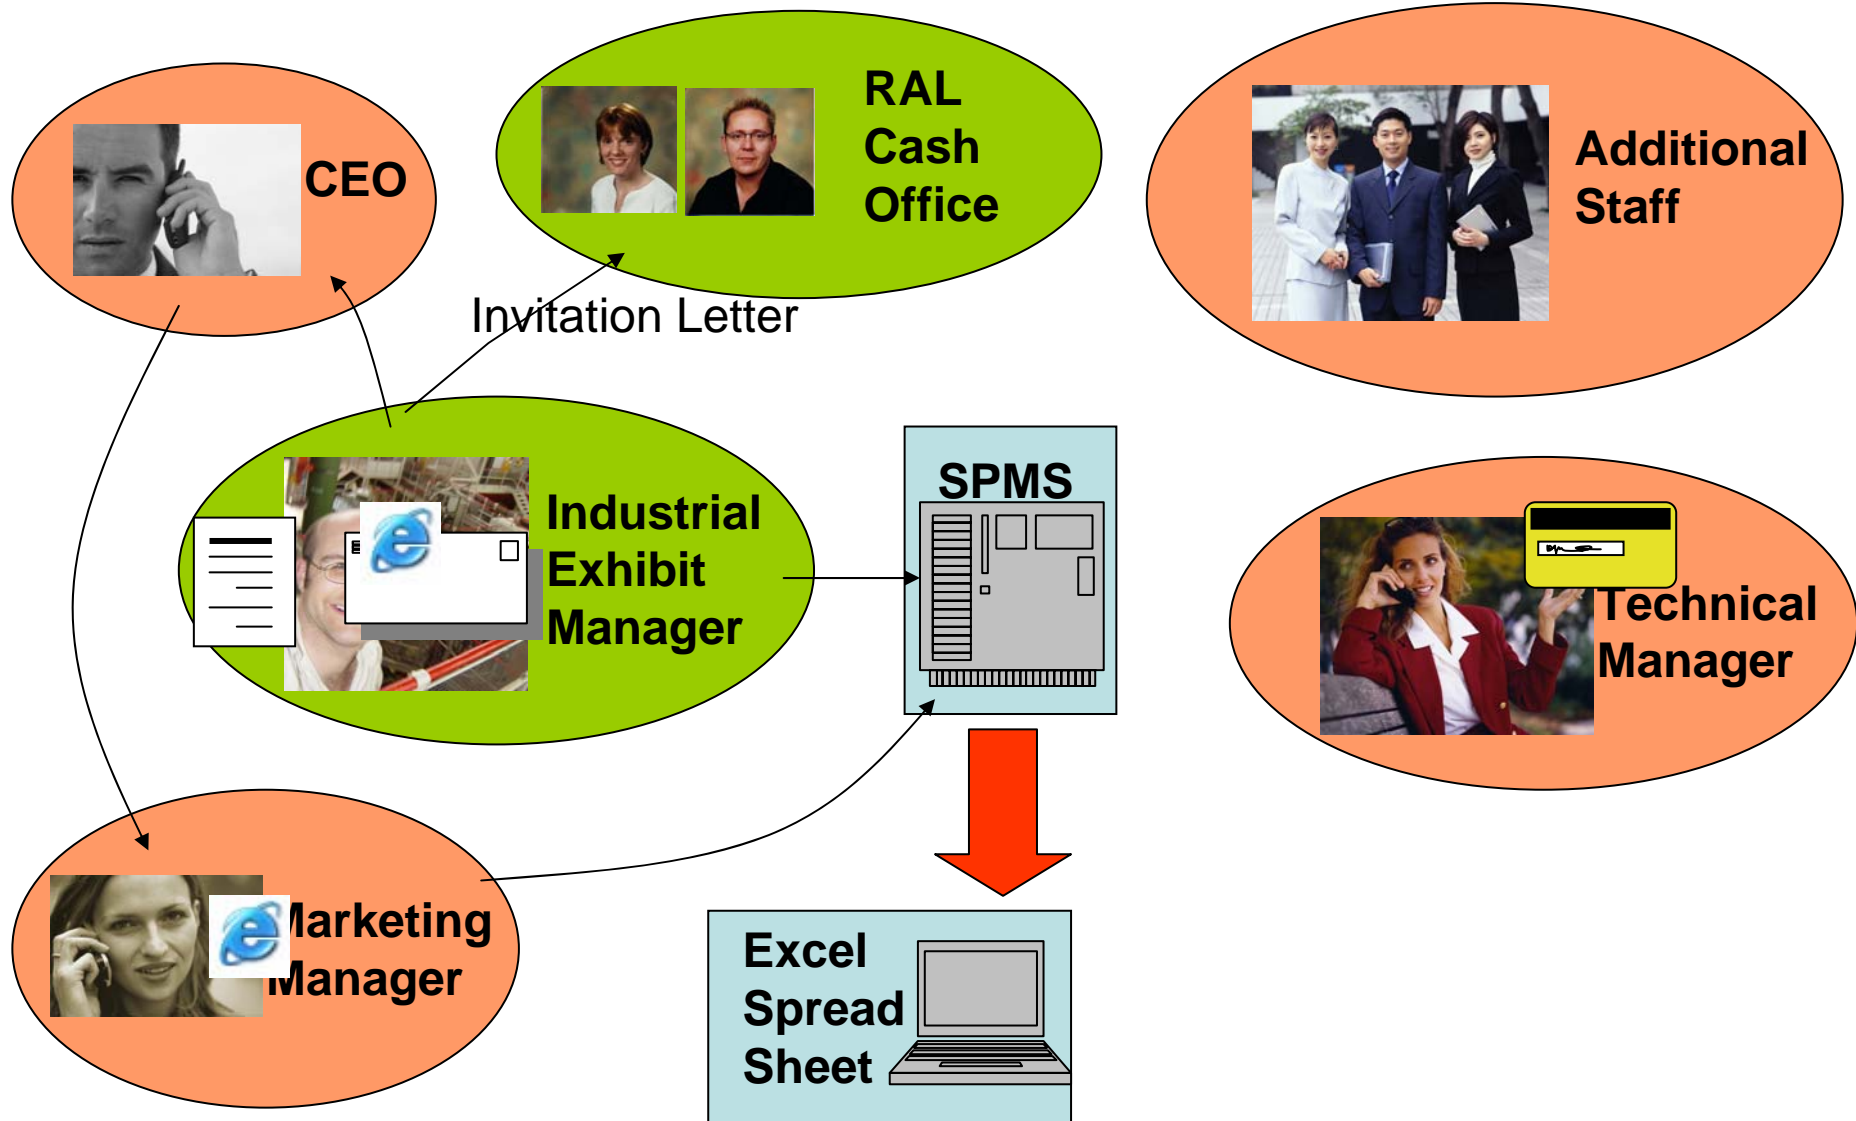 CEO
RAL
Cash
Office
Additional
Staff
Invitation Letter
Industrial
Exhibit
Manager
SPMS
Technical
Manager
Marketing
Manager
Excel
Spread
Sheet